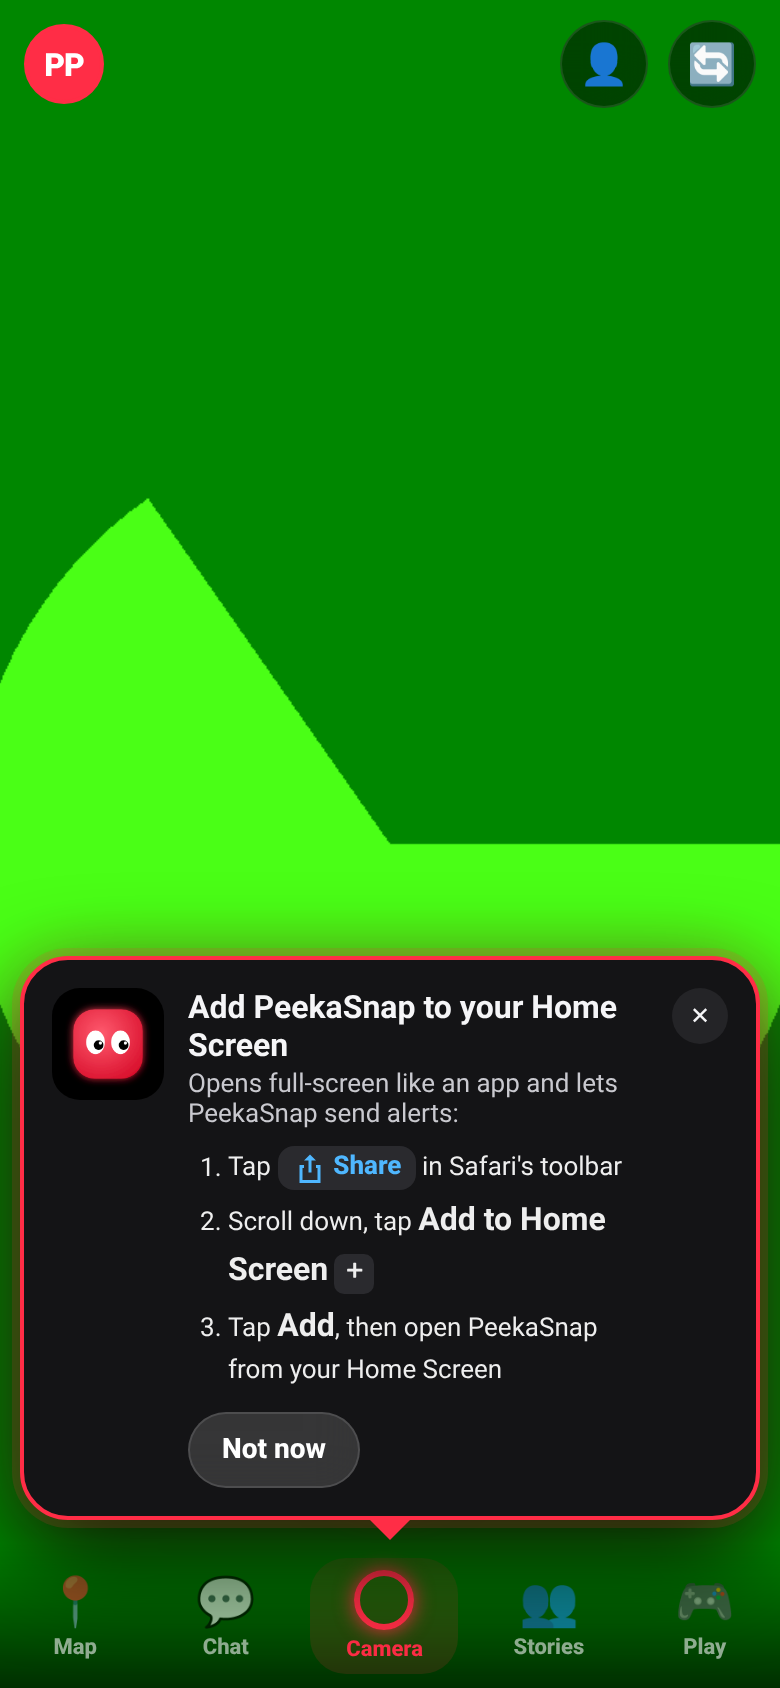 PP
Add PeekaSnap to your Home
Screen
Opens full-screen like an app and lets
PeekaSnap send alerts:
1. Tap Share in Safari's toolbar
2. Scroll down, tap Add to Home
Screen +
3. Tap Add, then open PeekaSnap
from your Home Screen
Not now
Map Chat Camera Stories Play